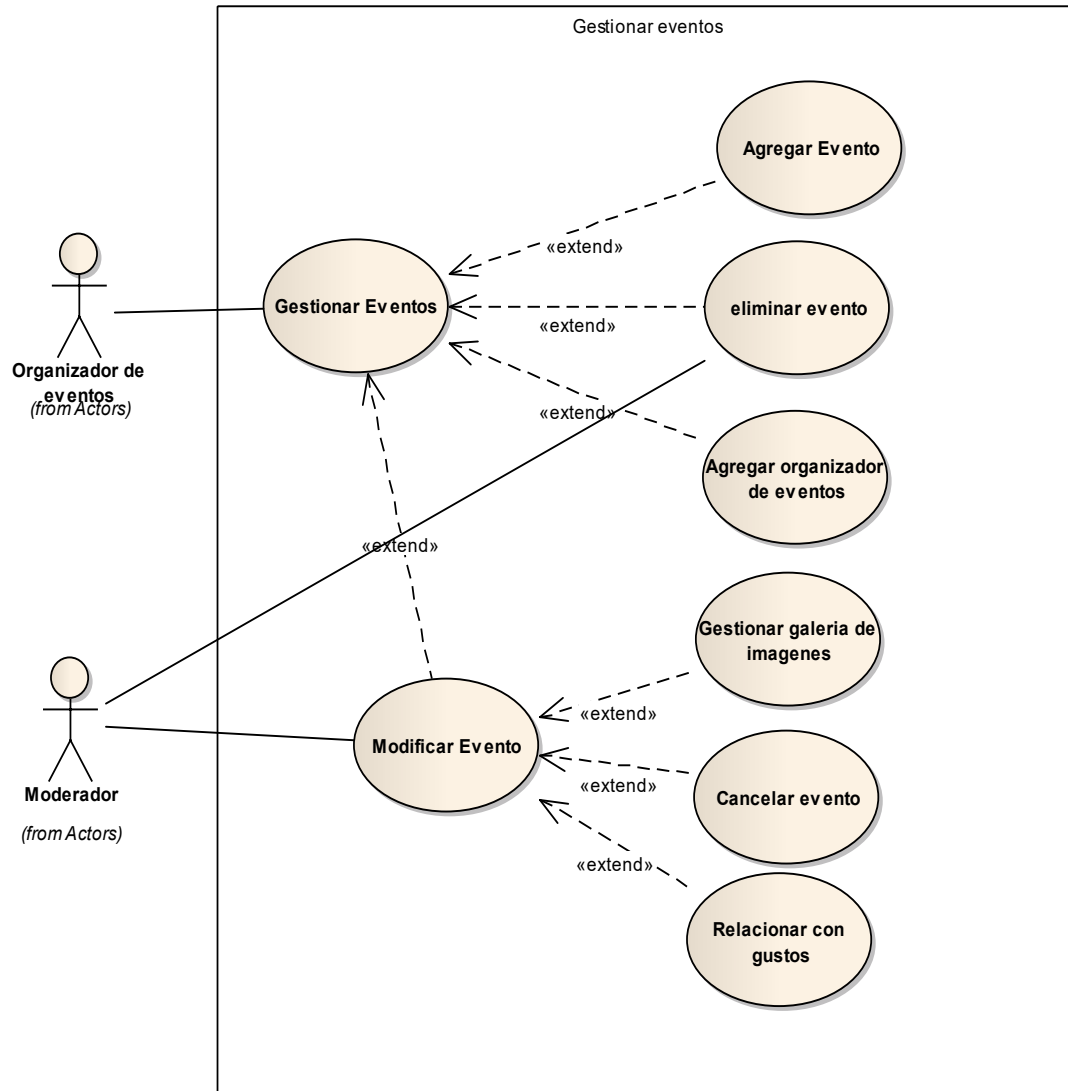 Gestionar eventos
Agregar Evento
«extend»
Gestionar Eventos
eliminar evento
«extend»
Organizador de
eventos
(from Actors)
«extend»
Agregar organizador
de eventos
«extend»
Gestionar galeria de
imagenes
«extend»
Modificar Evento
Moderador
(from Actors)
«extend»
Cancelar evento
«extend»
Relacionar con
gustos